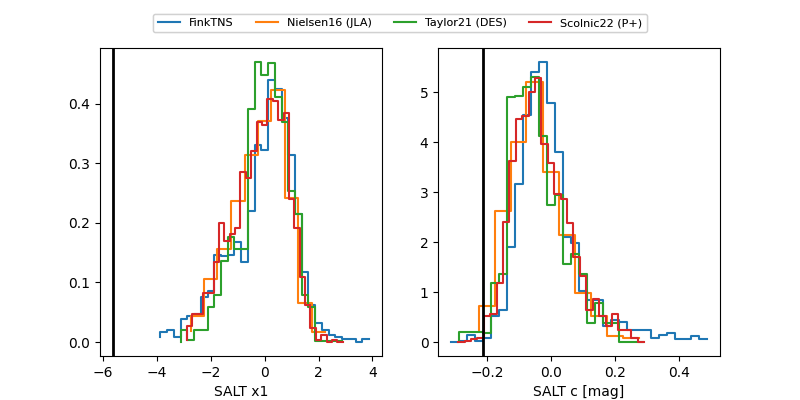 FinkTNS Nielsen16 (JLA) Taylor21 (DES) Scolnic22 (P+)
0.4
0.3
0.2
0.1
0.0
−6 −4 −2 0 2 4
SALT x1
5
4
3
2
1
0
−0.2 0.0 0.2 0.4
SALT c [mag]